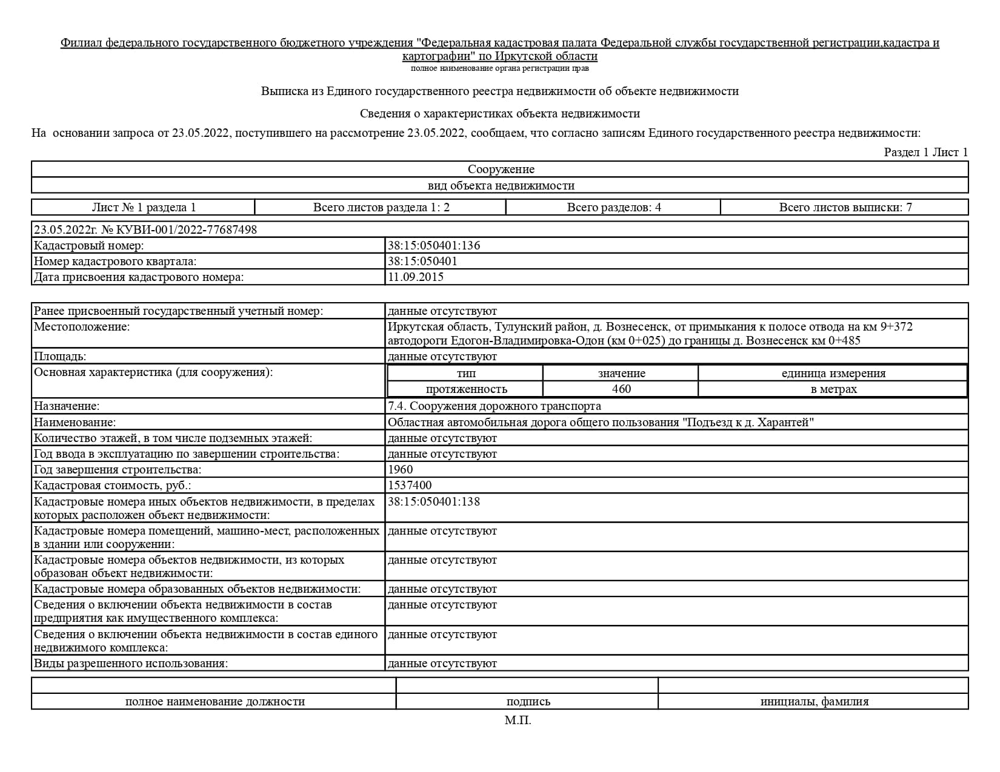 Филиал федерального государственного бюджетного учреждения "Федеральная кадастровая палата Федеральной службы государственной регистрации,кадастра и
картографии" по Иркутской области
полное наименование органа регистрации прав
Выписка из Единого государственного реестра недвижимости об объекте недвижимости
Сведения о характеристиках объекта недвижимости
На основании запроса от 23.05.2022, поступившего на рассмотрение 23.05.2022, сообщаем, что согласно записям Единого государственного реестра недвижимости:
Раздел 1 Лист 1
Сооружение
вид объекта недвижимости
Лист № 1 раздела 1 Всего листов раздела 1: 2 Всего разделов: 4 Всего листов выписки: 7
23.05.2022г. № КУВИ-001/2022-77687498
Кадастровый номер: 38:15:050401:136
Номер кадастрового квартала: 38:15:050401
Дата присвоения кадастрового номера: 11.09.2015
Ранее присвоенный государственный учетный номер: данные отсутствуют
Местоположение: Иркутская область, Тулунский район, д. Вознесенск, от примыкания к полосе отвода на км 9+372
автодороги Едогон-Владимировка-Одон (км 0+025) до границы д. Вознесенск км 0+485
Площадь: данные отсутствуют
Основная характеристика (для сооружения): тип значение единица измерения
протяженность 460 в метрах
Назначение: 7.4. Сооружения дорожного транспорта
Наименование: Областная автомобильная дорога общего пользования "Подъезд к д. Харантей"
Количество этажей, в том числе подземных этажей: данные отсутствуют
Год ввода в эксплуатацию по завершении строительства: данные отсутствуют
Год завершения строительства: 1960
Кадастровая стоимость, руб.: 1537400
Кадастровые номера иных объектов недвижимости, в пределах 38:15:050401:138
которых расположен объект недвижимости:
Кадастровые номера помещений, машино-мест, расположенных данные отсутствуют
в здании или сооружении:
Кадастровые номера объектов недвижимости, из которых данные отсутствуют
образован объект недвижимости:
Кадастровые номера образованных объектов недвижимости: данные отсутствуют
Сведения о включении объекта недвижимости в состав данные отсутствуют
предприятия как имущественного комплекса:
Сведения о включении объекта недвижимости в состав единого данные отсутствуют
недвижимого комплекса:
Виды разрешенного использования: данные отсутствуют
полное наименование должности подпись инициалы, фамилия
М.П.